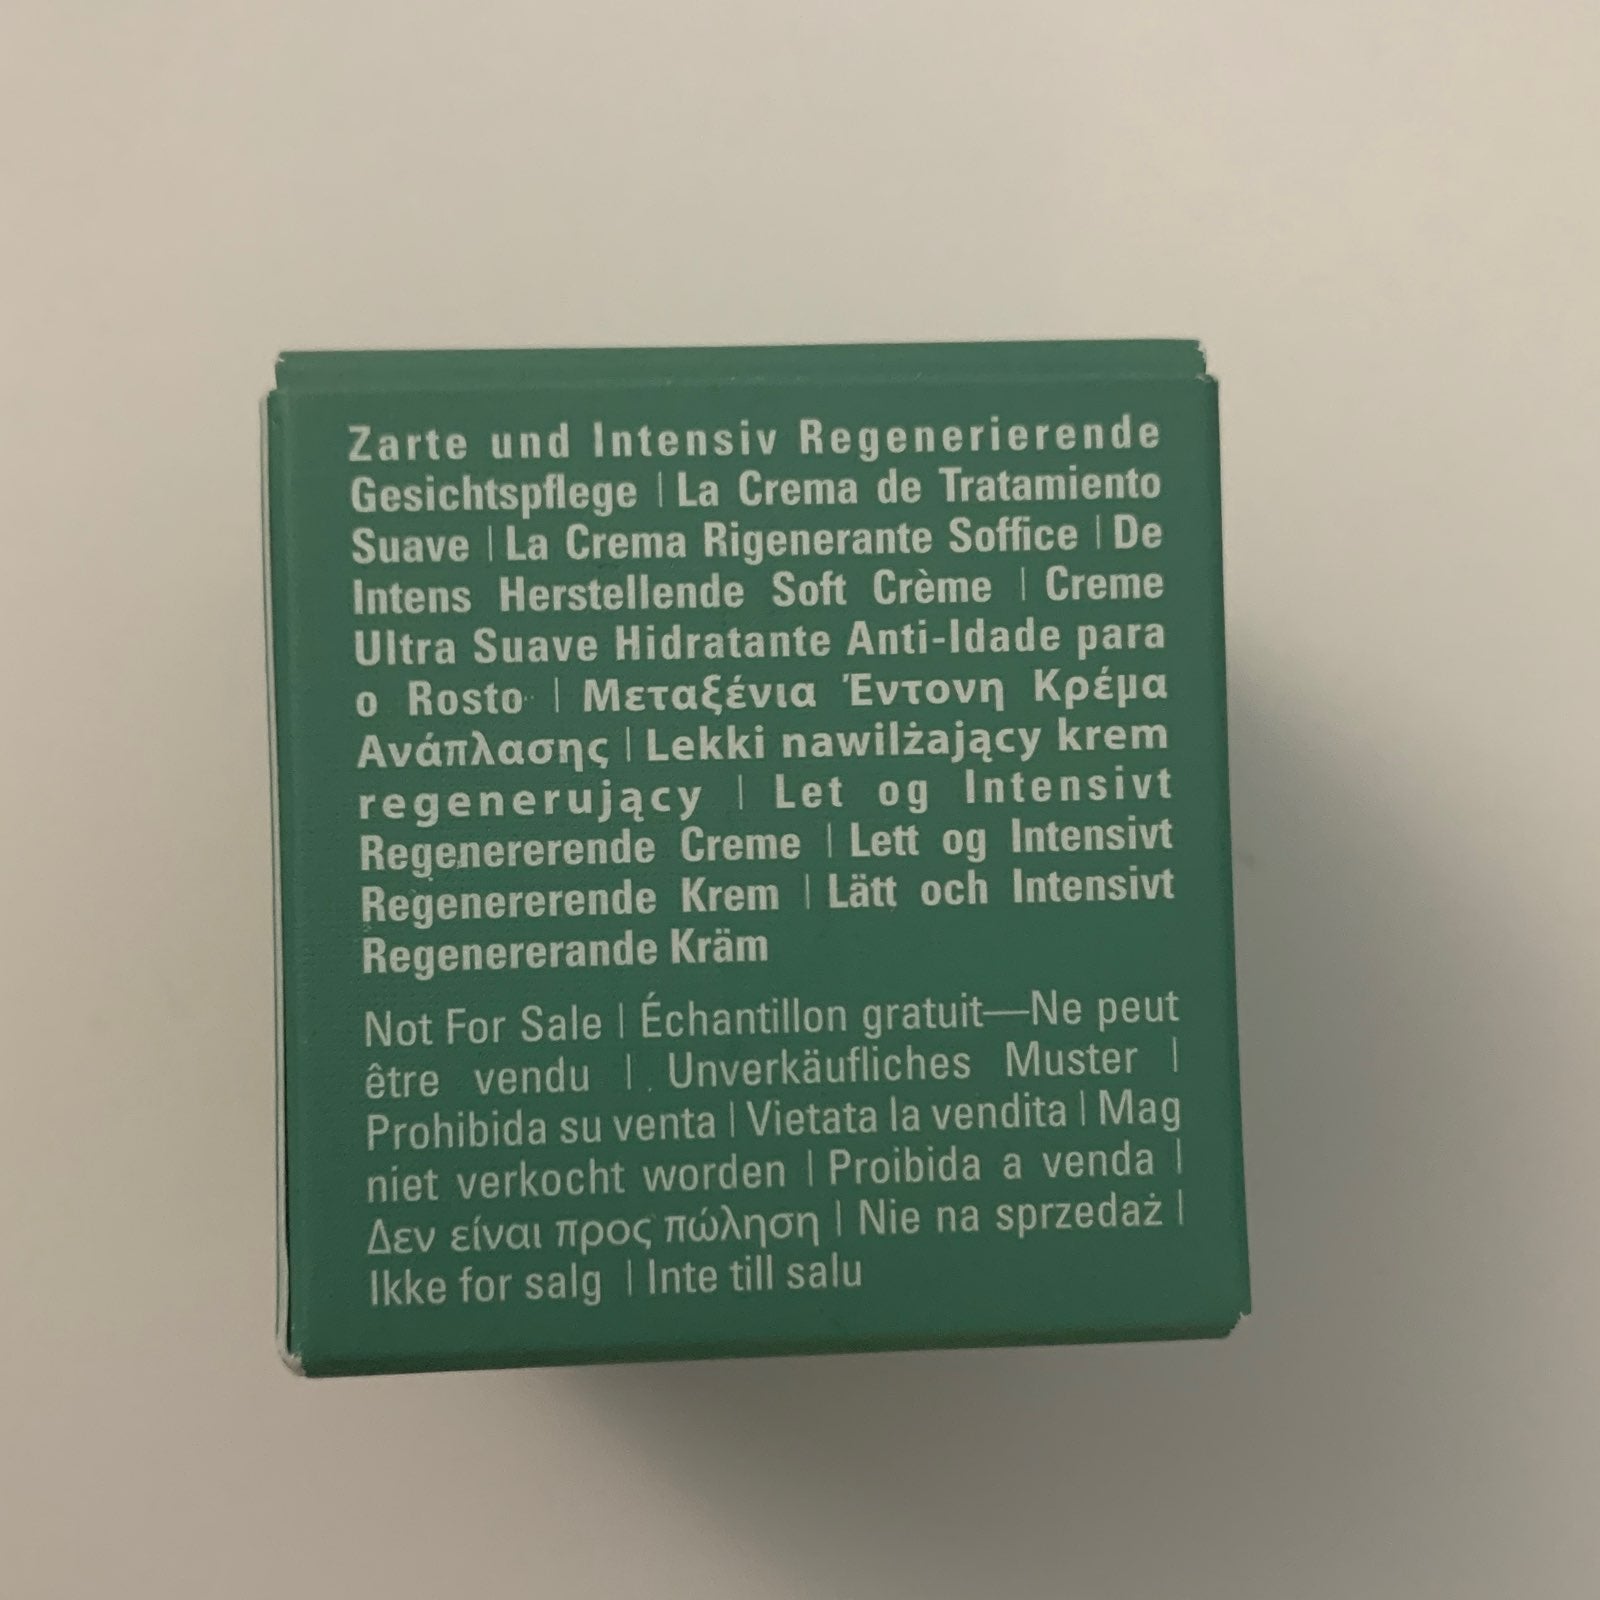 Zarte und Intensiv Regenerierende
Gesichtspflege | La Crema de Tratamiento
Suave | La Crema Rigenerante Soffice | De
Intens Herstellende Soft Crème | Creme
Ultra Suave Hidratante Anti-Idade para
o Rosto | Μεταξένια Έντονη Κρέμα
Ανάπλασης | Lekki nawilżający krem
regenerujący | Let og Intensivt
Regenererende Creme | Lett og Intensivt
Regenererende Krem | Lätt och Intensivt
Regenererande Kräm
Not For Sale | Échantillon gratuit—Ne peut
être vendu | Unverkäufliches Muster |
Prohibida su venta | Vietata la vendita | Mag
niet verkocht worden | Proibida a venda |
Δεν είναι προς πώληση | Nie na sprzedaż |
Ikke for salg | Inte till salu